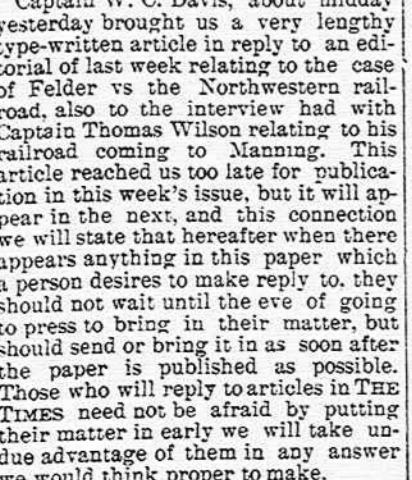 Captain W. C. Davis, about midday
yesterday brought us a very lengthy
type-written article in reply to an edi-
torial of last week relating to the case
of Felder vs the Northwestern rail-
road, also to the interview had with
Captain Thomas Wilson relating to his
railroad coming to Manning. This
article reached us too late for publica-
tion in this week's issue, but it will ap-
pear in the next, and this connection
we will state that hereafter when there
appears anything in this paper which
a person desires to make reply to. they
should not wait until the eve of going
to press to bring in their matter, but
should send or bring it in as soon after
the paper is published as possible.
Those who will reply to articles in THE
TIMES need not be afraid by putting
their matter in early we will take un-
due advantage of them in any answer
we would think proper to make.